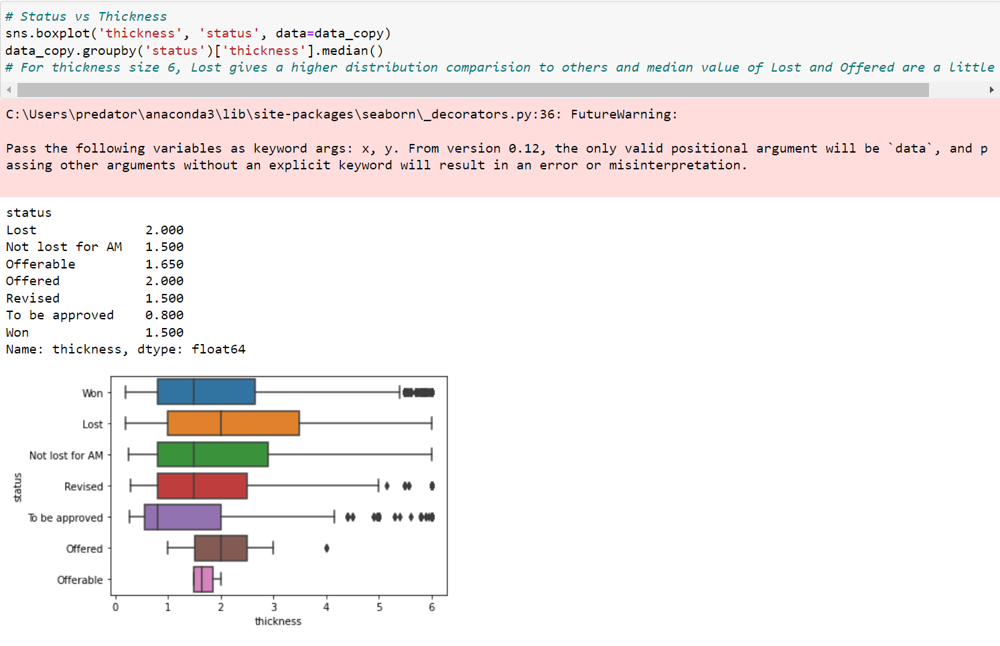 # Status vs Thickness
sns.boxplot('thickness', 'status', data=data_copy)
data_copy.groupby('status')['thickness'].median()
# For thickness size 6, Lost gives a higher distribution comparision to others and median value of Lost and Offered are a little
C:\Users\predator\anaconda3\lib\site-packages\seaborn\_decorators.py:36: FutureWarning:
Pass the following variables as keyword args: x, y. From version 0.12, the only valid positional argument will be `data`, and p
assing other arguments without an explicit keyword will result in an error or misinterpretation.
status
Lost 2.000
Not lost for AM 1.500
Offerable 1.650
Offered 2.000
Revised 1.500
To be approved 0.800
Won 1.500
Name: thickness, dtype: float64
Won
Lost
Not lost for AM
Revised
To be approved
Offered
Offerable
status
0 1 2 3 4 5 6
thickness